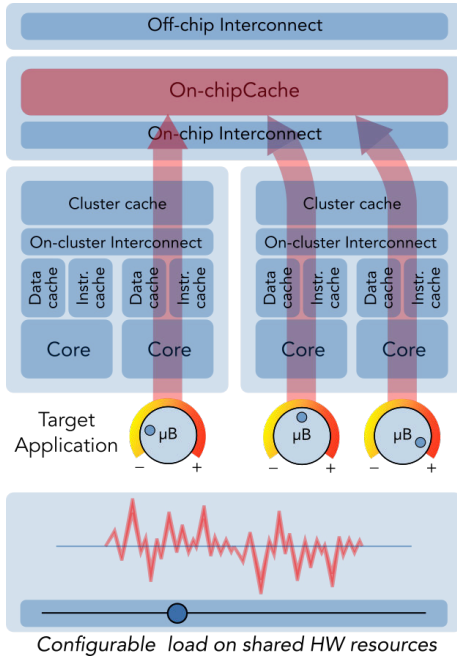 Off-chip Interconnect
On-chipCache
On-chip Interconnect
Cluster cache
Cluster cache
On-cluster Interconnect
On-cluster Interconnect
Data
cache
Instr.
cache
Data
cache
Instr.
cache
Data
cache
Instr.
cache
Data
cache
Instr.
cache
Core
Core
Core
Core
Target
Application
µB
µB
µB
– +
– +
– +
Configurable load on shared HW resources